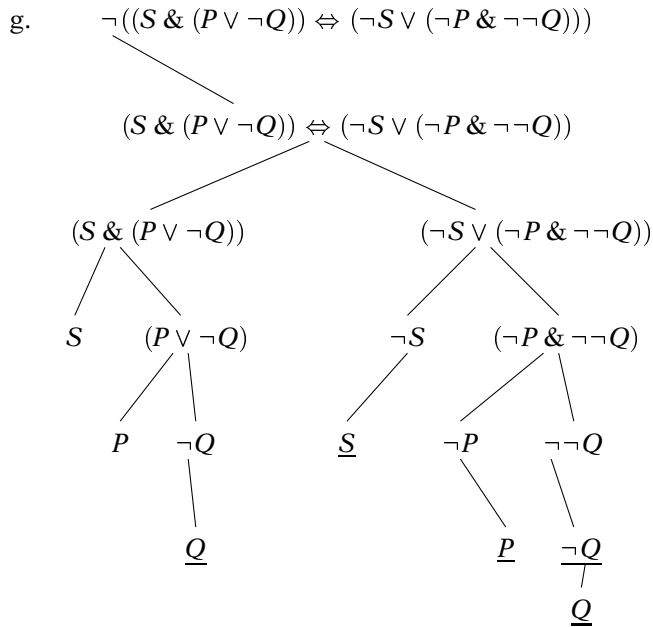 g. ¬((S & (P ∨ ¬Q)) ⇔ (¬S ∨ (¬P & ¬¬Q)))
(S & (P ∨ ¬Q)) ⇔ (¬S ∨ (¬P & ¬¬Q))
(S & (P ∨ ¬Q)) (¬S ∨ (¬P & ¬¬Q))
S (P ∨ ¬Q) ¬S (¬P & ¬¬Q)
P ¬Q S ¬P ¬¬Q
Q P ¬Q
Q